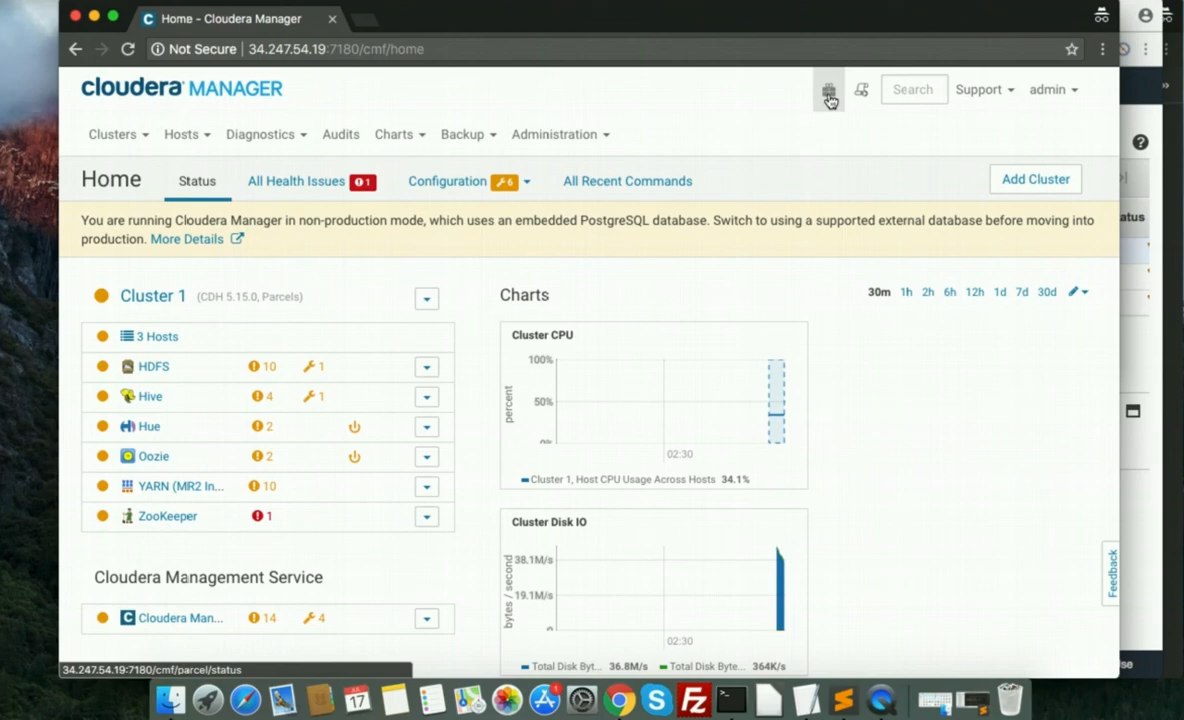 Home - Cloudera Manager
Not Secure | 34.247.54.19:7180/cmf/home
cloudera MANAGER
Search
Support
admin
Clusters
Hosts
Diagnostics
Audits
Charts
Backup
Administration
Home
Status
All Health Issues 1
Configuration 6
All Recent Commands
Add Cluster
You are running Cloudera Manager in non-production mode, which uses an embedded PostgreSQL database. Switch to using a supported external database before moving into
production. More Details
Cluster 1 (CDH 5.15.0, Parcels)
3 Hosts
HDFS 10 1
Hive 4 1
Hue 2
Oozie 2
YARN (MR2 In... 10
ZooKeeper 1
Cloudera Management Service
Cloudera Man... 14 4
Charts
30m 1h 2h 6h 12h 1d 7d 30d
Cluster CPU
percent
100%
50%
0%
02:30
Cluster 1, Host CPU Usage Across Hosts 34.1%
Cluster Disk IO
bytes / second
38.1M/s
19.1M/s
0
02:30
Total Disk Byt... 36.8M/s Total Disk Byte... 364K/s
Feedback
34.247.54.19:7180/cmf/parcel/status
atus
se
17
Fz